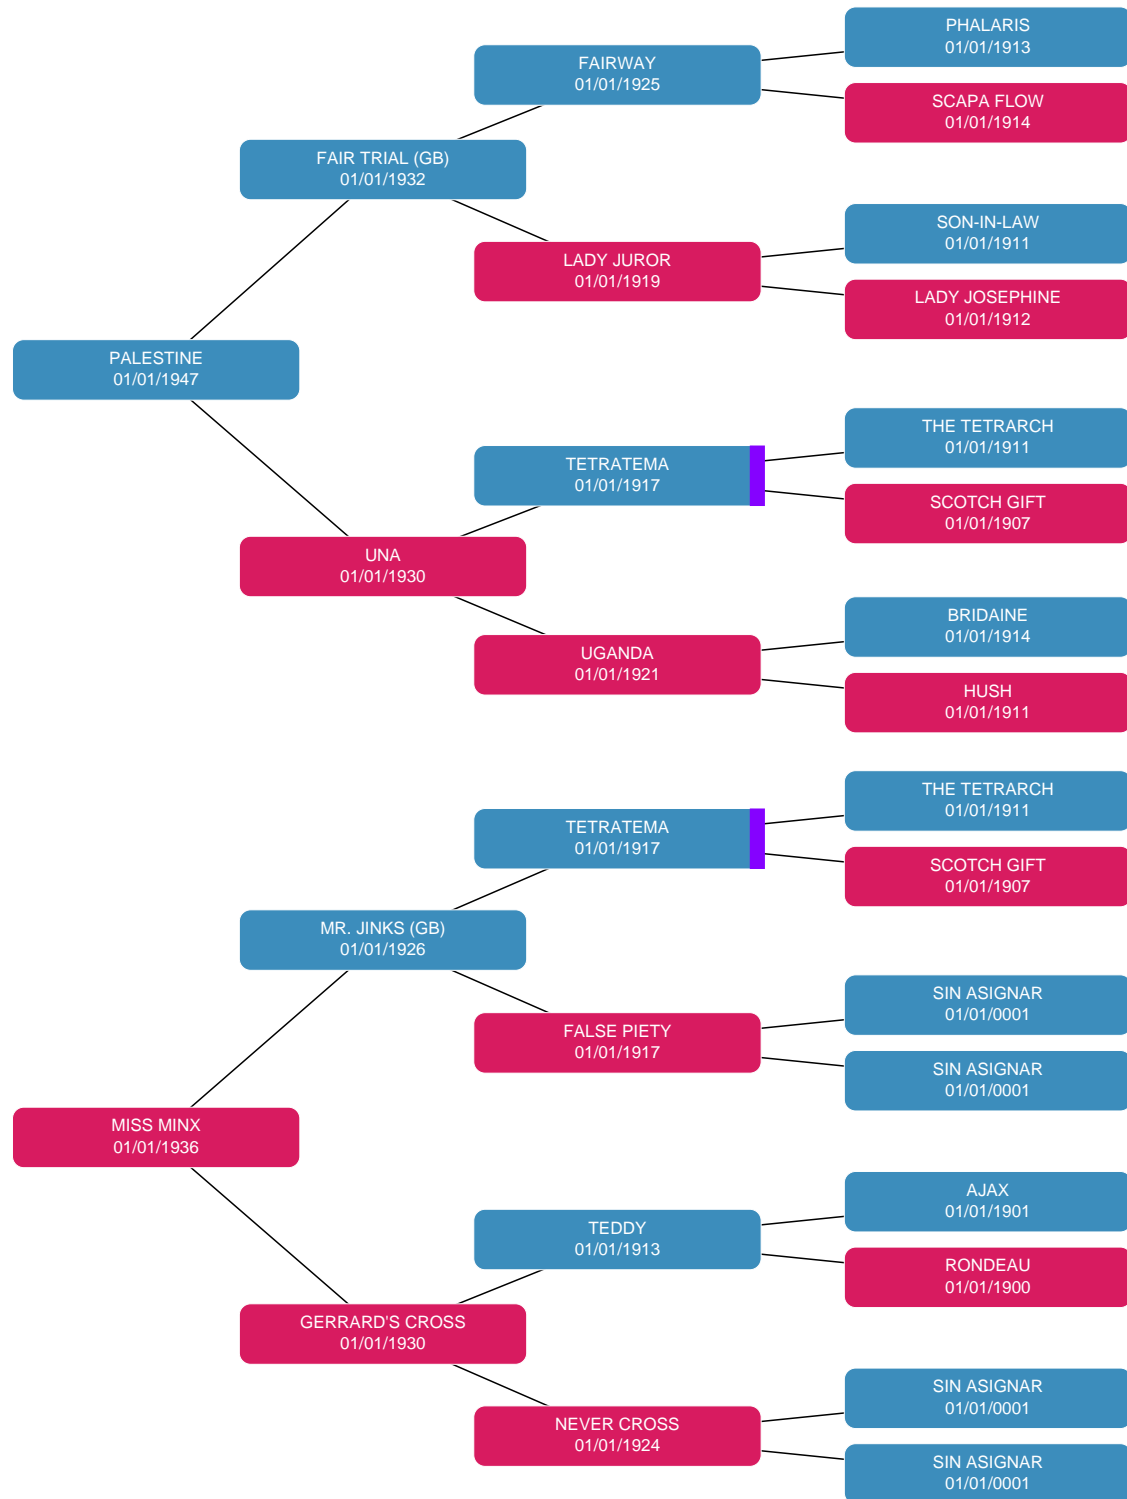 PHALARIS
01/01/1913
FAIRWAY
01/01/1925
SCAPA FLOW
01/01/1914
FAIR TRIAL (GB)
01/01/1932
SON-IN-LAW
01/01/1911
LADY JUROR
01/01/1919
LADY JOSEPHINE
01/01/1912
PALESTINE
01/01/1947
THE TETRARCH
01/01/1911
TETRATEMA
01/01/1917
SCOTCH GIFT
01/01/1907
UNA
01/01/1930
BRIDAINE
01/01/1914
UGANDA
01/01/1921
HUSH
01/01/1911
THE TETRARCH
01/01/1911
TETRATEMA
01/01/1917
SCOTCH GIFT
01/01/1907
MR. JINKS (GB)
01/01/1926
SIN ASIGNAR
01/01/0001
FALSE PIETY
01/01/1917
SIN ASIGNAR
01/01/0001
MISS MINX
01/01/1936
AJAX
01/01/1901
TEDDY
01/01/1913
RONDEAU
01/01/1900
GERRARD'S CROSS
01/01/1930
SIN ASIGNAR
01/01/0001
NEVER CROSS
01/01/1924
SIN ASIGNAR
01/01/0001